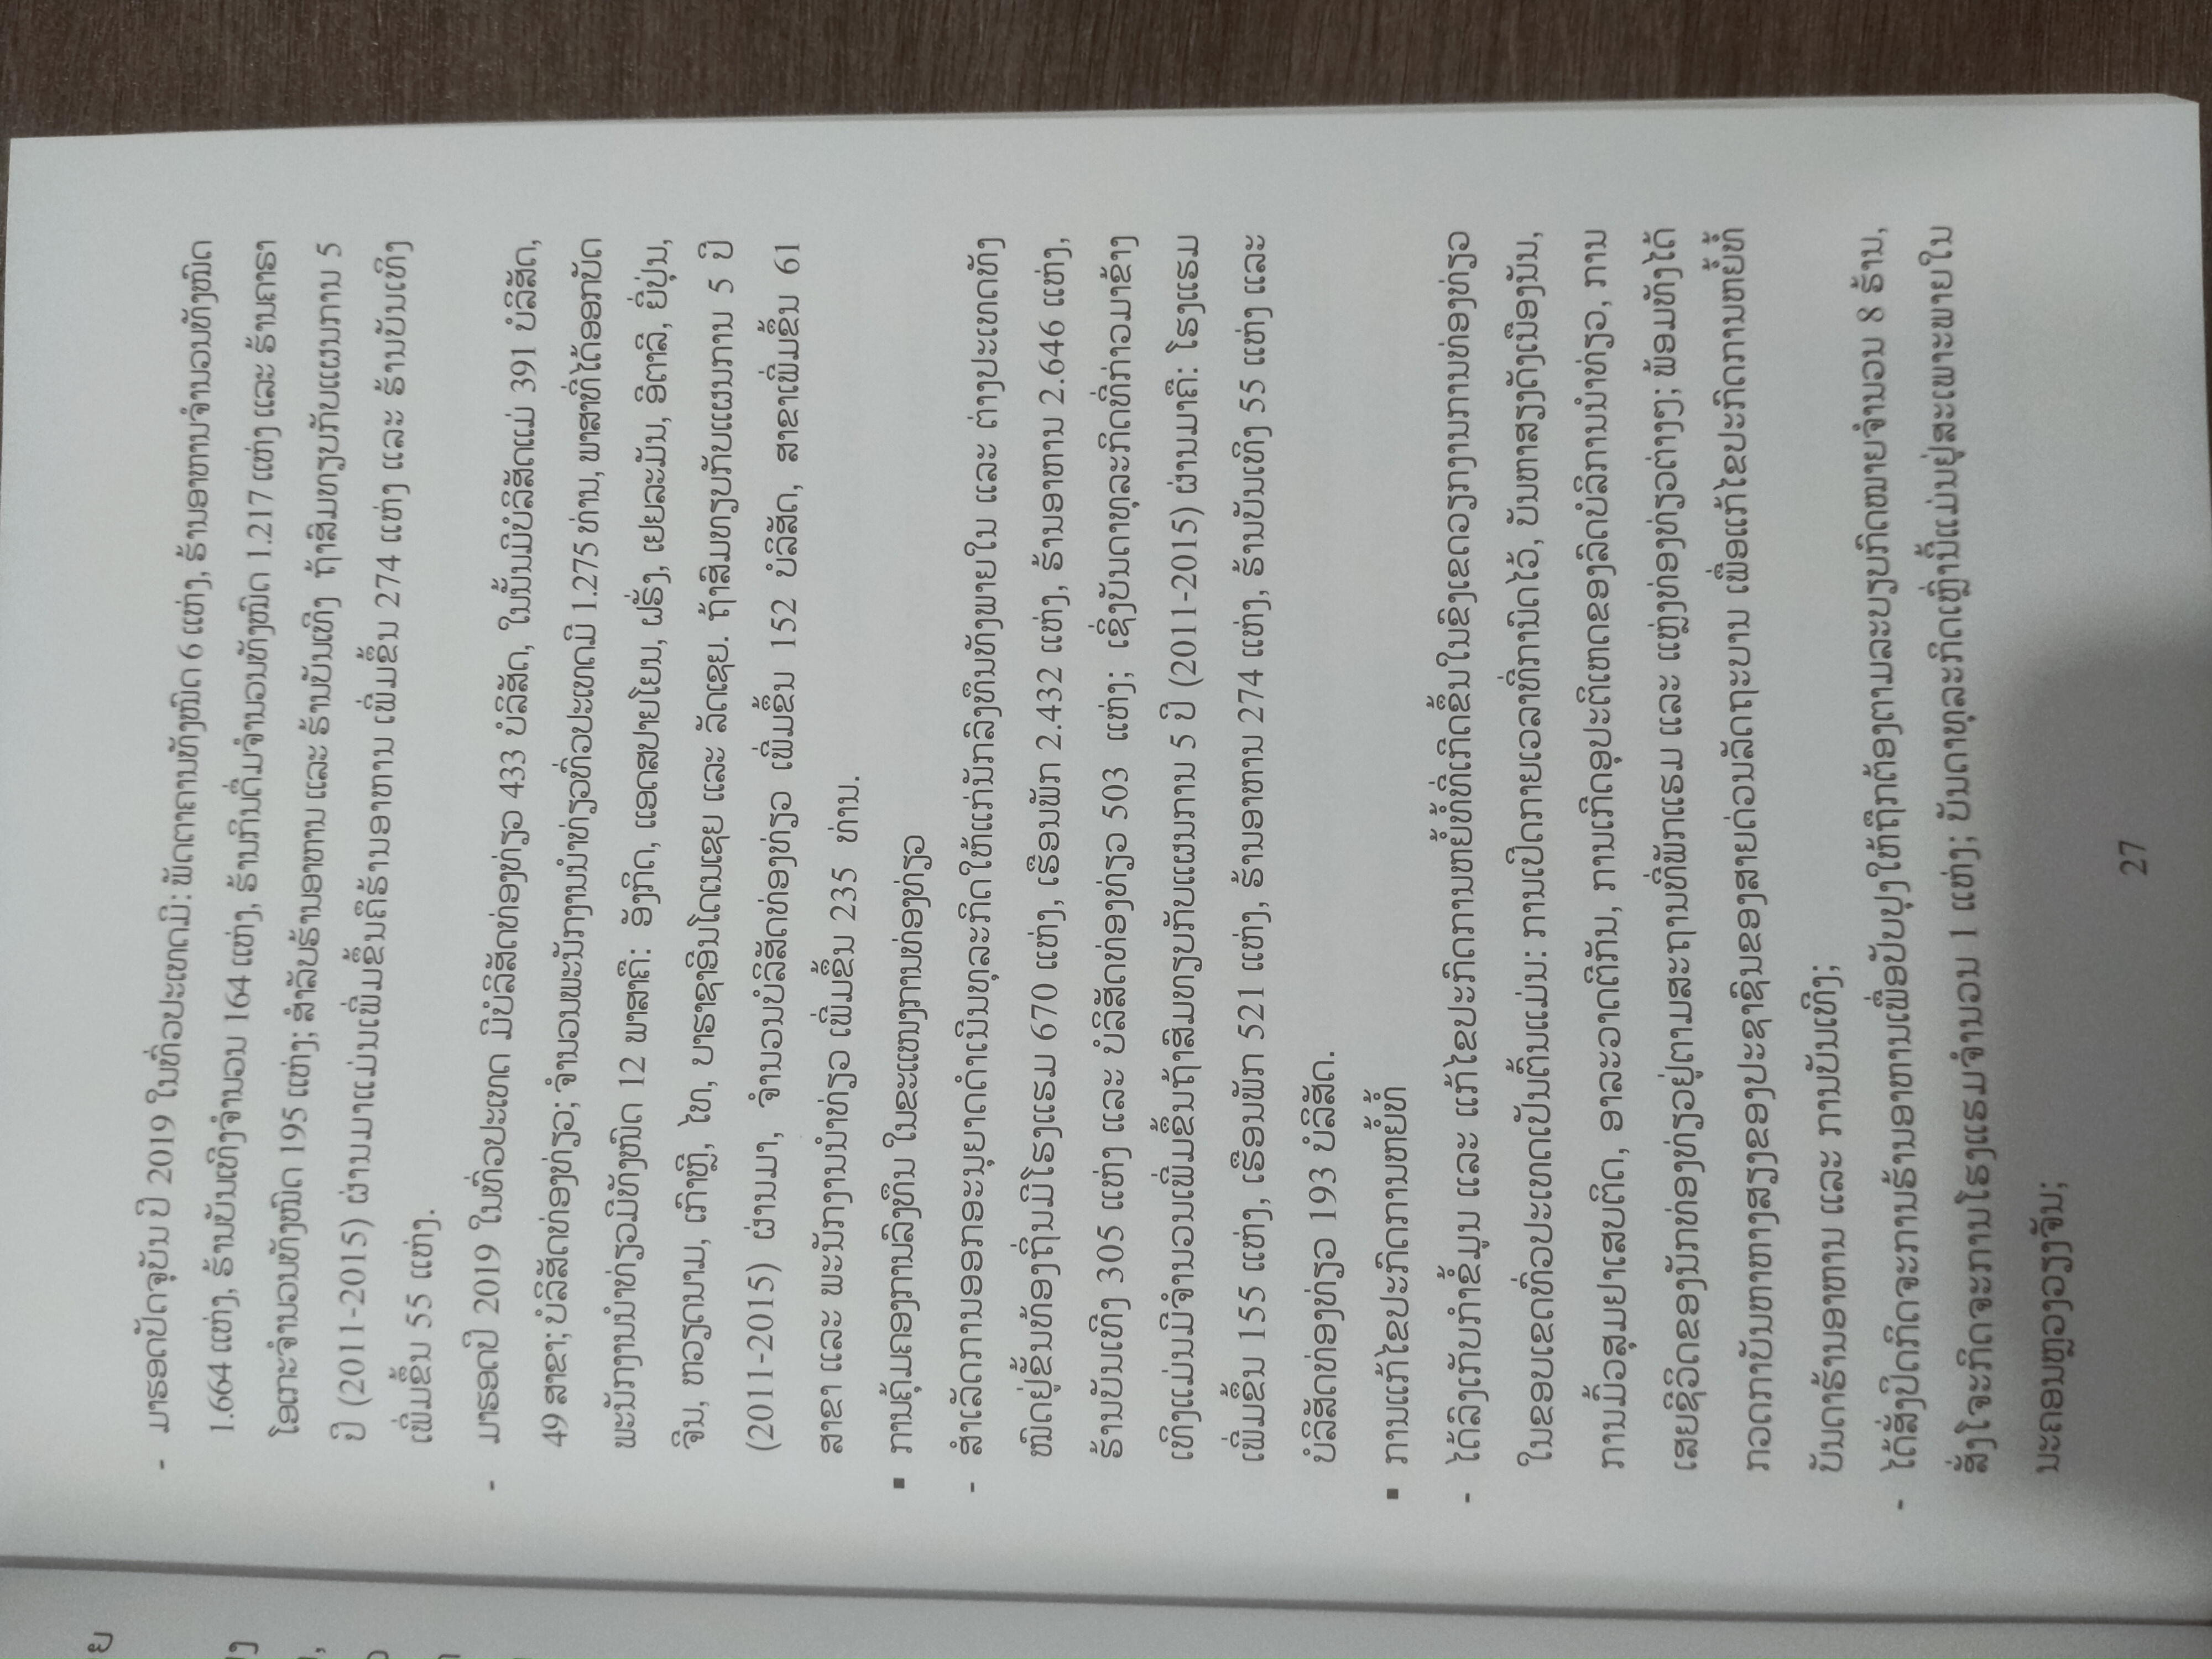 - ມາຮອດປັດຈຸບັນ ປີ 2019 ໃນທົ່ວປະເທດມີ: ພັດຕາຄານທັງໝົດ 6 ແຫ່ງ, ຮ້ານອາຫານຈຳນວນທັງໝົດ
1.664 ແຫ່ງ, ຮ້ານບັນເທີງຈຳນວນ 164 ແຫ່ງ, ຮ້ານກິນດື່ມຈຳນວນທັງໝົດ 1.217 ແຫ່ງ ແລະ ຮ້ານຄາຣາ
ໂອເກະຈຳນວນທັງໝົດ 195 ແຫ່ງ; ສຳລັບຮ້ານອາຫານ ແລະ ຮ້ານບັນເທີງ ຖ້າສົມທຽບກັບແຜນການ 5
ປີ (2011-2015) ຜ່ານມາແມ່ນເພີ່ມຂຶ້ນຄືຮ້ານອາຫານ ເພີ່ມຂຶ້ນ 274 ແຫ່ງ ແລະ ຮ້ານບັນເທີງ
ເພີ່ມຂຶ້ນ 55 ແຫ່ງ.
- ມາຮອດປີ 2019 ໃນທົ່ວປະເທດ ມີບໍລິສັດທ່ອງທ່ຽວ 433 ບໍລິສັດ, ໃນນັ້ນມີບໍລິສັດແມ່ 391 ບໍລິສັດ,
49 ສາຂາ; ບໍລິສັດທ່ອງທ່ຽວ; ຈຳນວນພະນັກງານນຳທ່ຽວທົ່ວປະເທດມີ 1.275 ທ່ານ, ພາສາທີ່ໄດ້ອອກບັດ
ພະນັກງານນຳທ່ຽວມີທັງໝົດ 12 ພາສາຄື: ອັງກິດ, ແອດສປາຍໂຍນ, ຝຣັ່ງ, ເຢຍລະມັນ, ອິຕາລີ, ຍີ່ປຸ່ນ,
ຈີນ, ຫວຽດນາມ, ເກົາຫຼີ, ໄທ, ບາຮາຊາອິນໂດເນເຊຍ ແລະ ລັດເຊຍ. ຖ້າສົມທຽບກັບແຜນການ 5 ປີ
(2011-2015) ຜ່ານມາ, ຈຳນວນບໍລິສັດທ່ອງທ່ຽວ ເພີ່ມຂຶ້ນ 152 ບໍລິສັດ, ສາຂາເພີ່ມຂຶ້ນ 61
ສາຂາ ແລະ ພະນັກງານນຳທ່ຽວ ເພີ່ມຂຶ້ນ 235 ທ່ານ.
▪ ການຄຸ້ມຄອງການລົງທຶນ ໃນຂະແໜງການທ່ອງທ່ຽວ
- ສຳເລັດການອອກອະນຸຍາດດຳເນີນທຸລະກິດໃຫ້ແກ່ນັກລົງທຶນທັງພາຍໃນ ແລະ ຕ່າງປະເທດທັງ
ໝົດຢູ່ຂັ້ນທ້ອງຖິ່ນມີໂຮງແຮມ 670 ແຫ່ງ, ເຮືອນພັກ 2.432 ແຫ່ງ, ຮ້ານອາຫານ 2.646 ແຫ່ງ,
ຮ້ານບັນເທີງ 305 ແຫ່ງ ແລະ ບໍລິສັດທ່ອງທ່ຽວ 503 ແຫ່ງ; ເຊິ່ງບັນດາທຸລະກິດທີ່ກ່າວມາຂ້າງ
ເທີງແມ່ນມີຈຳນວນເພີ່ມຂຶ້ນຖ້າສົມທຽບກັບແຜນການ 5 ປີ (2011-2015) ຜ່ານມາຄື: ໂຮງແຮມ
ເພີ່ມຂຶ້ນ 155 ແຫ່ງ, ເຮືອນພັກ 521 ແຫ່ງ, ຮ້ານອາຫານ 274 ແຫ່ງ, ຮ້ານບັນເທີງ 55 ແຫ່ງ ແລະ
ບໍລິສັດທ່ອງທ່ຽວ 193 ບໍລິສັດ.
▪ ການແກ້ໄຂປະກົດການຫຍໍ້ທໍ້
- ໄດ້ລົງເກັບກຳຂໍ້ມູນ ແລະ ແກ້ໄຂປະກົດການຫຍໍ້ທໍ້ທີ່ເກີດຂຶ້ນໃນຂົງເຂດວຽກງານການທ່ອງທ່ຽວ
ໃນຂອບເຂດທົ່ວປະເທດເປັນຕົ້ນແມ່ນ: ການເປີດກາຍເວລາທີ່ກຳນົດໄວ້, ບັນຫາສຽງດັງເນືອງນັນ,
ການມົ້ວສຸມຢາເສບຕິດ, ອາລະວາດຕີກັນ, ການເກີດອຸປະຕິເຫດຂອງລົດບໍລິການນຳທ່ຽວ, ການ
ເສຍຊີວິດຂອງນັກທ່ອງທ່ຽວຢູ່ຕາມສະຖານທີ່ພັກແຮມ ແລະ ແຫຼ່ງທ່ອງທ່ຽວຕ່າງໆ; ພ້ອມທັງໄດ້
ກວດກາບັນຫາທາງສຽງຂອງປະຊາຊົນຂອງສາຍດ່ວນລັດຖະບານ ເພື່ອແກ້ໄຂປະກົດການຫຍໍ້ທໍ້
ບັນດາຮ້ານອາຫານ ແລະ ການບັນເທີງ;
- ໄດ້ສັ່ງປິດກິດຈະການຮ້ານອາຫານເພື່ອປັບປຸງໃຫ້ຖືກຕ້ອງຕາມລະບຽບກົດໝາຍຈຳນວນ 8 ຮ້ານ,
ສັ່ງໂຈະກິດຈະການໂຮງແຮມຈຳນວນ 1 ແຫ່ງ; ບັນດາທຸລະກິດເຫຼົ່ານີ້ແມ່ນຢູ່ສະເພາະພາຍໃນ
ນະຄອນຫຼວງວຽງຈັນ;
27